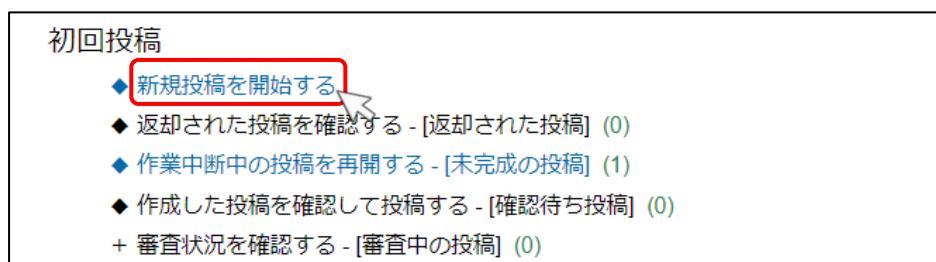 初回投稿
◆ 新規投稿を開始する
◆ 返却された投稿を確認する - [返却された投稿] (0)
◆ 作業中断中の投稿を再開する - [未完成の投稿] (1)
◆ 作成した投稿を確認して投稿する - [確認待ち投稿] (0)
+ 審査状況を確認する - [審査中の投稿] (0)